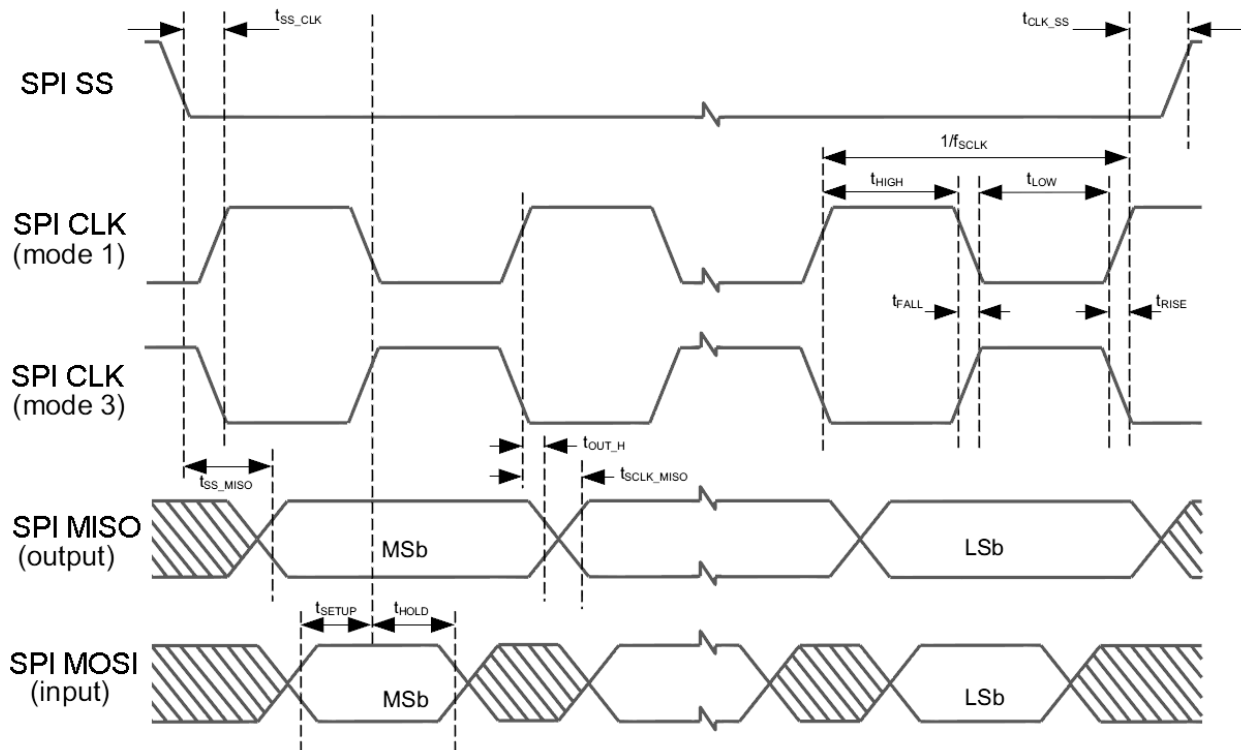 tSS_CLK
tCLK_SS
SPI SS
1/fSCLK
tHIGH
tLOW
SPI CLK
(mode 1)
tFALL
tRISE
SPI CLK
(mode 3)
tOUT_H
tSS_MISO
tSCLK_MISO
SPI MISO
(output)
MSb
LSb
tSETUP
tHOLD
SPI MOSI
(input)
MSb
LSb